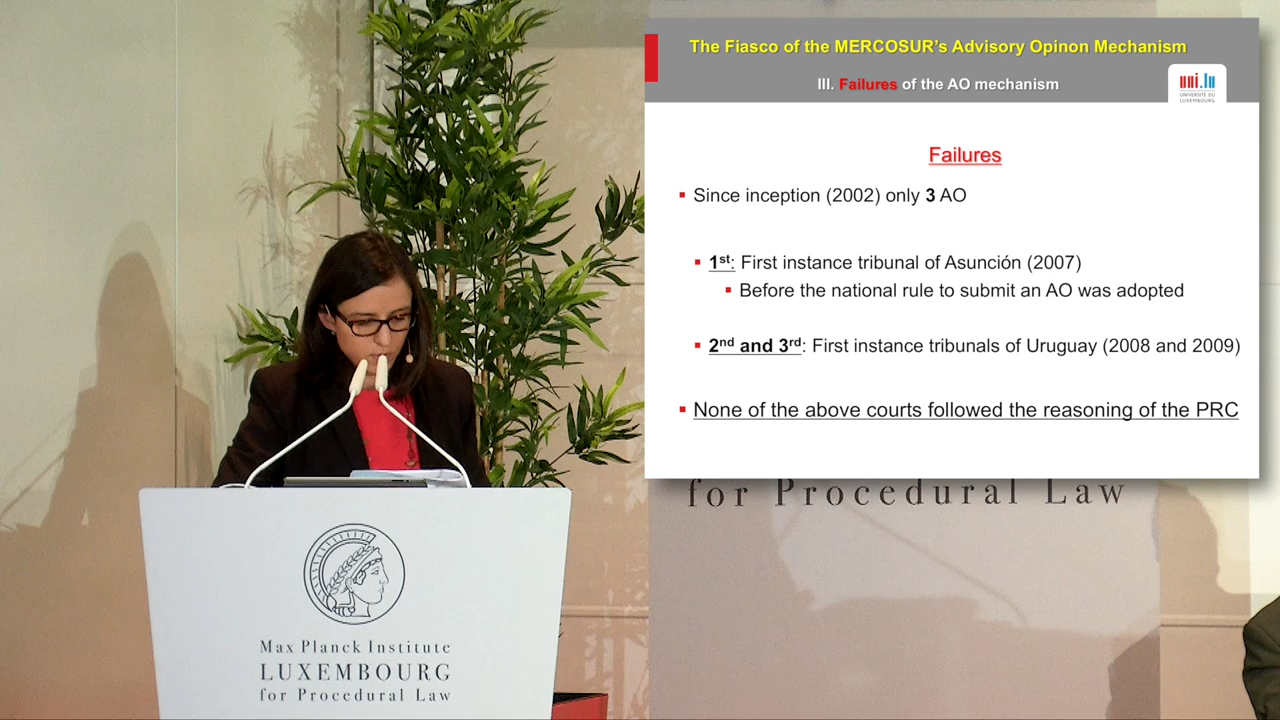 The Fiasco of the MERCOSUR's Advisory Opinon Mechanism
III. Failures of the AO mechanism
uni.lu
UNIVERSITÉ DU
LUXEMBOURG
Failures
Since inception (2002) only 3 AO
1st: First instance tribunal of Asunción (2007)
Before the national rule to submit an AO was adopted
2nd and 3rd: First instance tribunals of Uruguay (2008 and 2009)
None of the above courts followed the reasoning of the PRC
for Procedural Law
Max Planck Institute
LUXEMBOURG
for Procedural Law